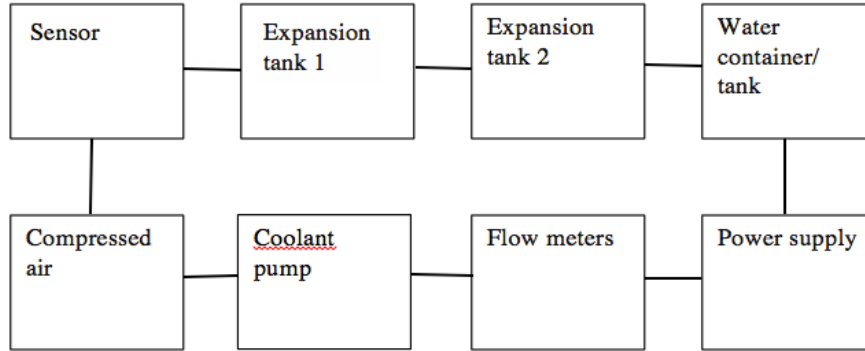 Sensor
Expansion
tank 1
Expansion
tank 2
Water
container/
tank
Compressed
air
Coolant
pump
Flow meters
Power supply